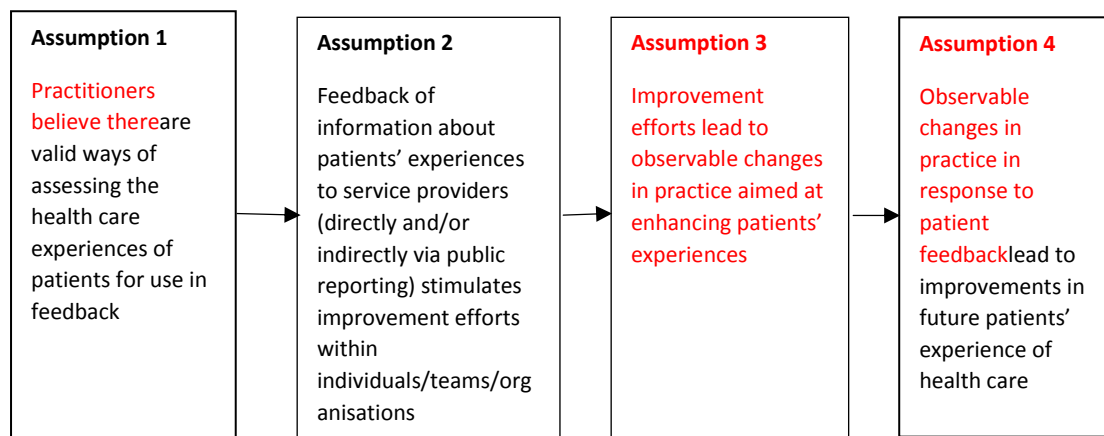 Assumption 1
Practitioners
believe thereare
valid ways of
assessing the
health care
experiences of
patients for use in
feedback
Assumption 2
Feedback of
information about
patients’ experiences
to service providers
(directly and/or
indirectly via public
reporting) stimulates
improvement efforts
within
individuals/teams/org
anisations
Assumption 3
Improvement
efforts lead to
observable changes
in practice aimed at
enhancing patients’
experiences
Assumption 4
Observable
changes in
practice in
response to
patient
feedbacklead to
improvements in
future patients’
experience of
health care